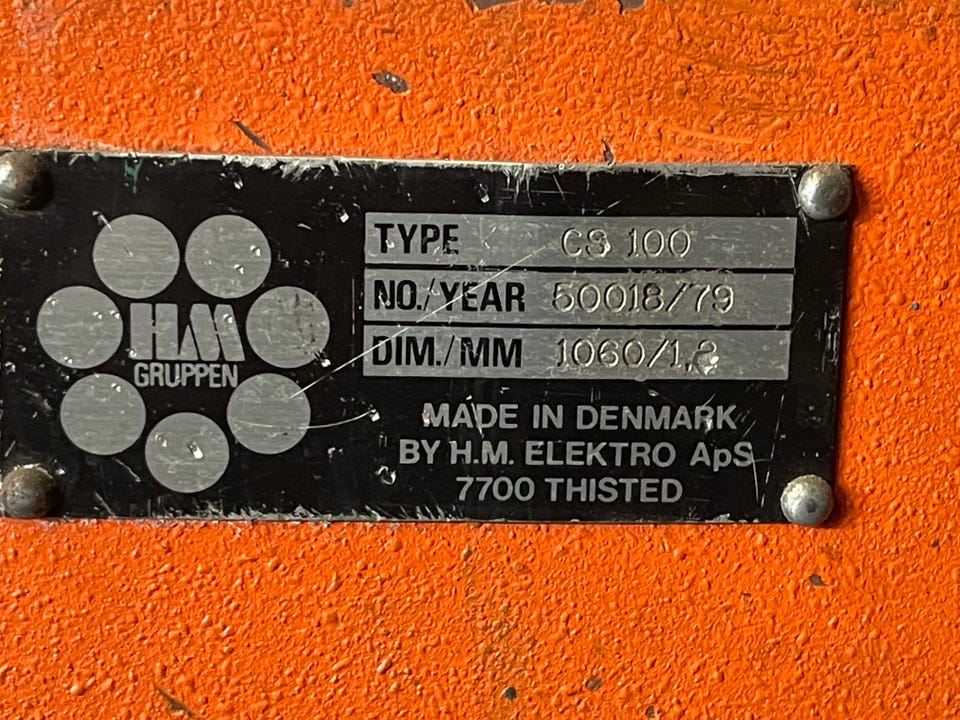 HM
GRUPPEN
TYPE CS 100
NO./YEAR 50018/79
DIM./MM 1060/1,2
MADE IN DENMARK
BY H.M. ELEKTRO ApS
7700 THISTED